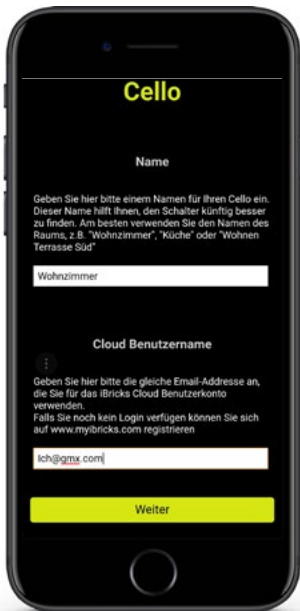 Cello
Name
Geben Sie hier bitte einem Namen für Ihren Cello ein.
Dieser Name hilft Ihnen, den Schalter künftig besser
zu finden. Am besten verwenden Sie den Namen des
Raums, z.B. "Wohnzimmer", "Küche" oder "Wohnen
Terrasse Süd"
Wohnzimmer
Cloud Benutzername
Geben Sie hier bitte die gleiche Email-Addresse an,
die Sie für das iBricks Cloud Benutzerkonto
verwenden.
Falls Sie noch kein Login verfügen können Sie sich
auf www.myibricks.com registrieren
Ich@gmx.com
Weiter